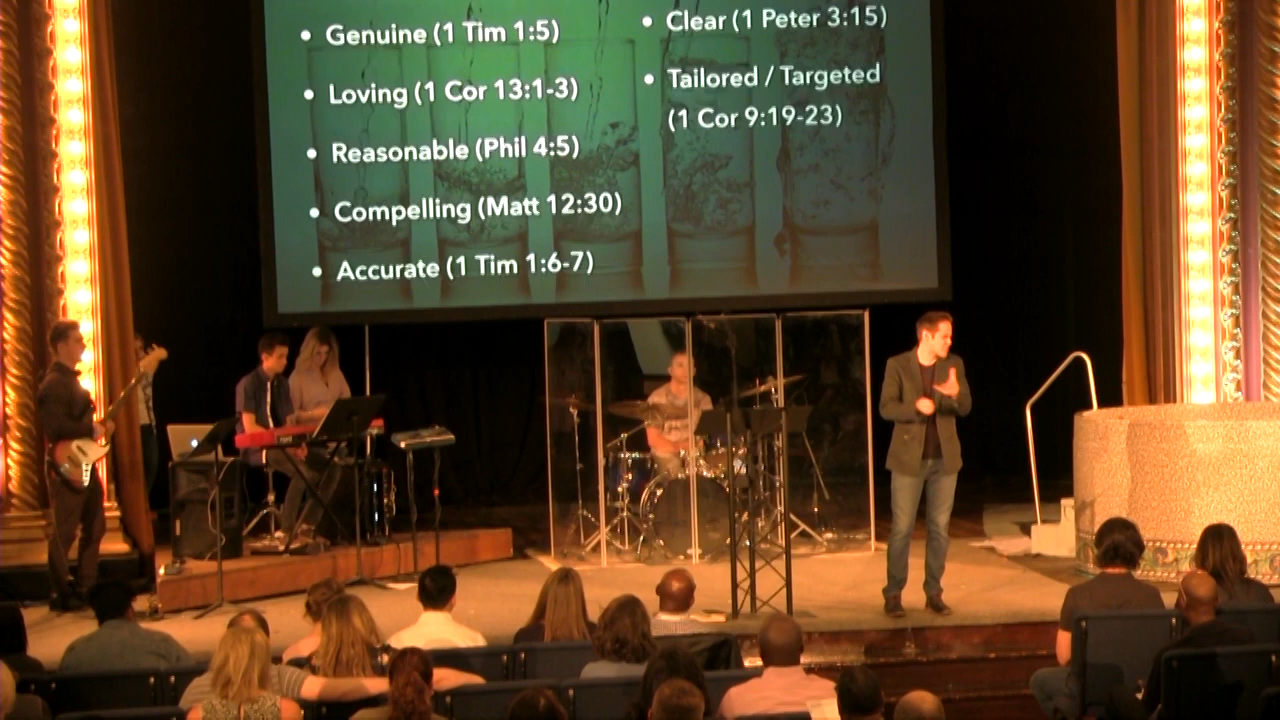 • Genuine (1 Tim 1:5)
• Loving (1 Cor 13:1-3)
• Reasonable (Phil 4:5)
• Compelling (Matt 12:30)
• Accurate (1 Tim 1:6-7)
• Clear (1 Peter 3:15)
• Tailored / Targeted
(1 Cor 9:19-23)